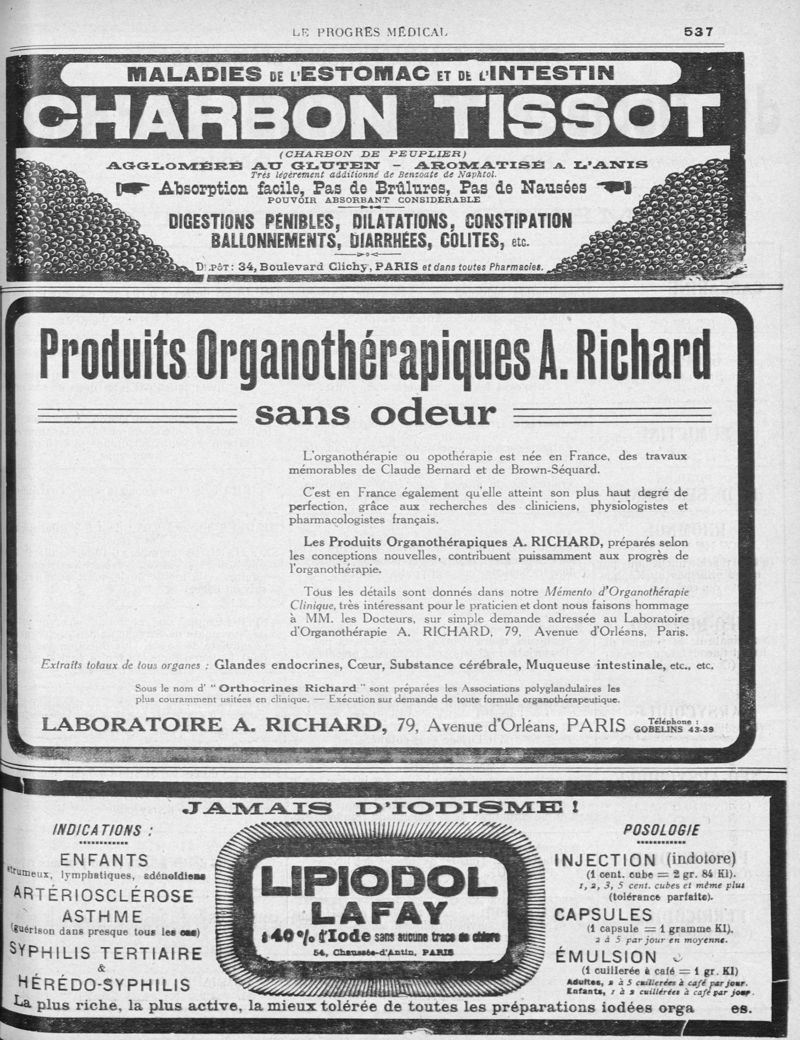 LE PROGRÈS MÉDICAL 537
MALADIES DE L'ESTOMAC ET DE L'INTESTIN
CHARBON TISSOT
(CHARBON DE PEUPLIER)
AGGLOMÉRÉ AU GLUTEN - AROMATISÉ A L'ANIS
Très légèrement additionné de Benzoate de Naphtol.
Absorption facile, Pas de Brûlures, Pas de Nausées
POUVOIR ABSORBANT CONSIDÉRABLE
DIGESTIONS PÉNIBLES, DILATATIONS, CONSTIPATION
BALLONNEMENTS, DIARRHÉES, COLITES, etc.
DÉPÔT : 34, Boulevard Clichy, PARIS et dans toutes Pharmacies.
Produits Organothérapiques A. Richard
sans odeur
L'organothérapie ou opothérapie est née en France, des travaux
mémorables de Claude Bernard et de Brown-Séquard.
C'est en France également qu'elle atteint son plus haut degré de
perfection, grâce aux recherches des cliniciens, physiologistes et
pharmacologistes français.
Les Produits Organothérapiques A. RICHARD, préparés selon
les conceptions nouvelles, contribuent puissamment aux progrès de
l'organothérapie.
Tous les détails sont donnés dans notre Mémento d'Organothérapie
Clinique, très intéressant pour le praticien et dont nous faisons hommage
à MM. les Docteurs, sur simple demande adressée au Laboratoire
d'Organothérapie A. RICHARD, 79, Avenue d'Orléans, Paris.
Extraits totaux de tous organes : Glandes endocrines, Cœur, Substance cérébrale, Muqueuse intestinale, etc., etc.
Sous le nom d' " Orthocrines Richard " sont préparées les Associations polyglandulaires les
plus couramment usitées en clinique. — Exécution sur demande de toute formule organothérapeutique.
LABORATOIRE A. RICHARD, 79, Avenue d'Orléans, PARIS Téléphone :
GOBELINS 43-39
JAMAIS D'IODISME !
INDICATIONS :
ENFANTS
strumeux, lymphatiques, adénoïdiens
ARTÉRIOSCLÉROSE
ASTHME
(guérison dans presque tous les cas)
SYPHILIS TERTIAIRE
&
HÉRÉDO-SYPHILIS
LIPIODOL
LAFAY
à 40 % d'Iode sans aucune trace de chlore
54, Chaussée-d'Antin, PARIS
POSOLOGIE
INJECTION (indolore)
(1 cent. cube = 2 gr. 84 KI).
1, 2, 3, 5 cent. cubes et même plus
(tolérance parfaite).
CAPSULES
(1 capsule = 1 gramme KI).
2 à 5 par jour en moyenne.
ÉMULSION
(1 cuillerée à café = 1 gr. KI)
Adultes, 2 à 5 cuillerées à café par jour.
Enfants, 1 à 2 cuillérées à café par jour.
La plus riche, la plus active, la mieux tolérée de toutes les préparations iodées orga es.